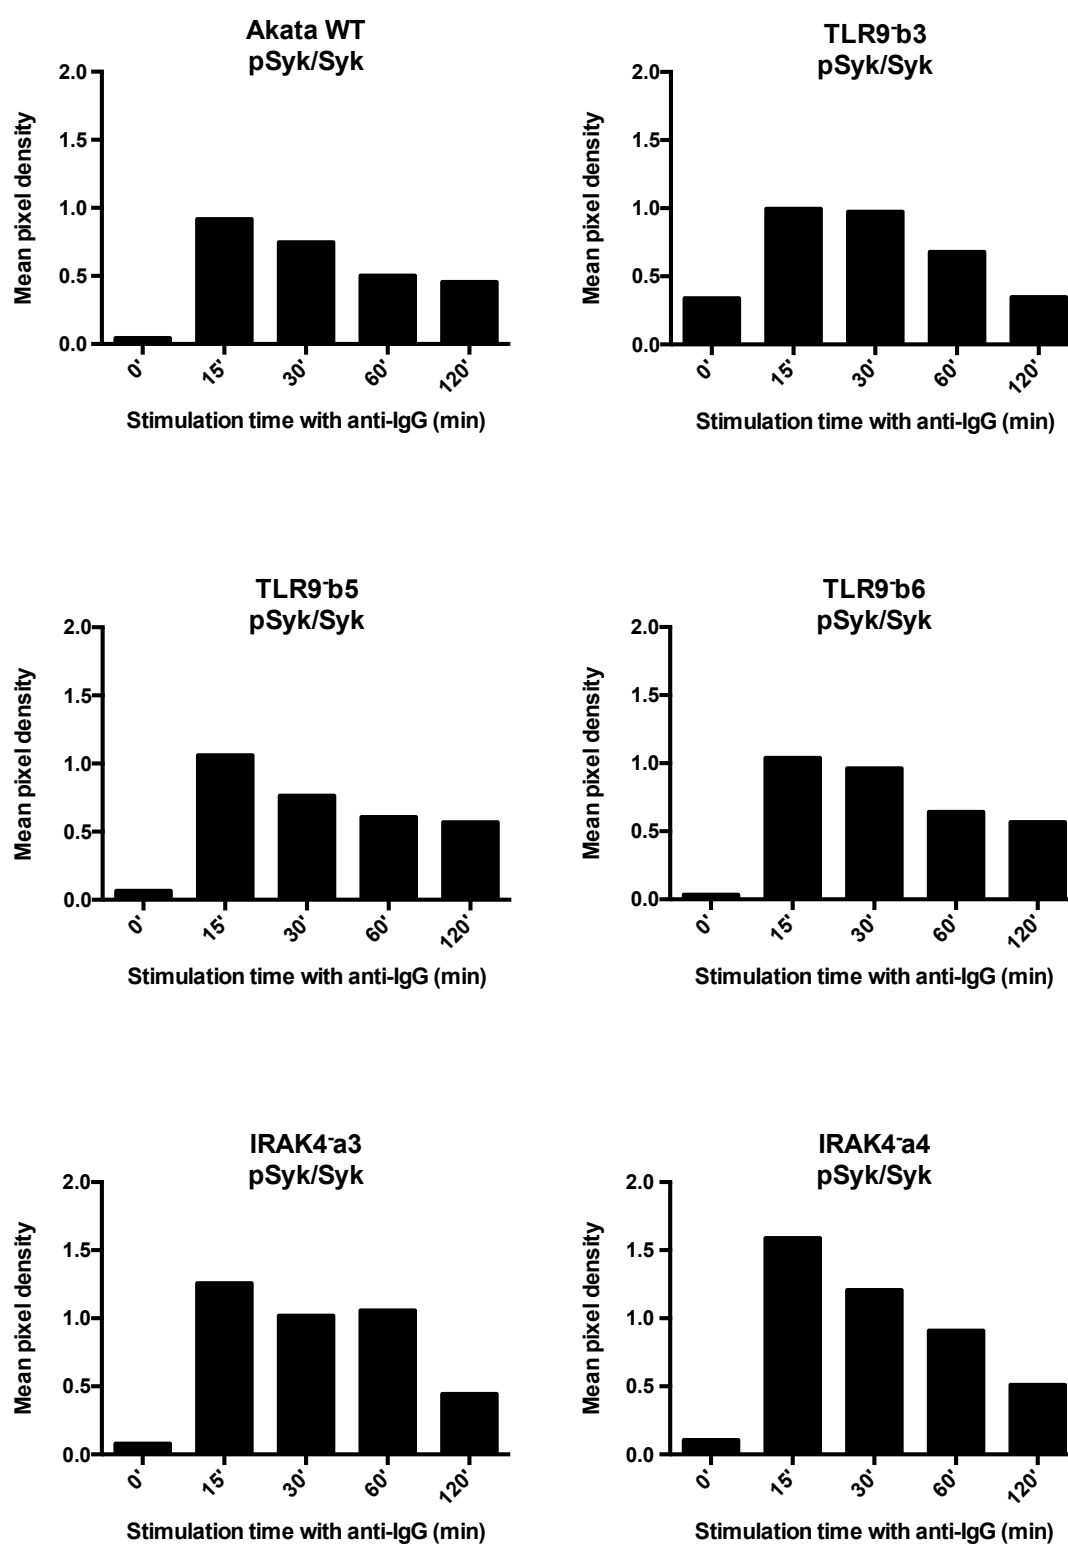 Akata WT
pSyk/Syk
2.0
1.5
1.0
0.5
0.0
Mean pixel density
0'
15'
30'
60'
120'
Stimulation time with anti-IgG (min)
TLR9⁻b3
pSyk/Syk
2.0
1.5
1.0
0.5
0.0
Mean pixel density
0'
15'
30'
60'
120'
Stimulation time with anti-IgG (min)
TLR9⁻b5
pSyk/Syk
2.0
1.5
1.0
0.5
0.0
Mean pixel density
0'
15'
30'
60'
120'
Stimulation time with anti-IgG (min)
TLR9⁻b6
pSyk/Syk
2.0
1.5
1.0
0.5
0.0
Mean pixel density
0'
15'
30'
60'
120'
Stimulation time with anti-IgG (min)
IRAK4⁻a3
pSyk/Syk
2.0
1.5
1.0
0.5
0.0
Mean pixel density
0'
15'
30'
60'
120'
Stimulation time with anti-IgG (min)
IRAK4⁻a4
pSyk/Syk
2.0
1.5
1.0
0.5
0.0
Mean pixel density
0'
15'
30'
60'
120'
Stimulation time with anti-IgG (min)